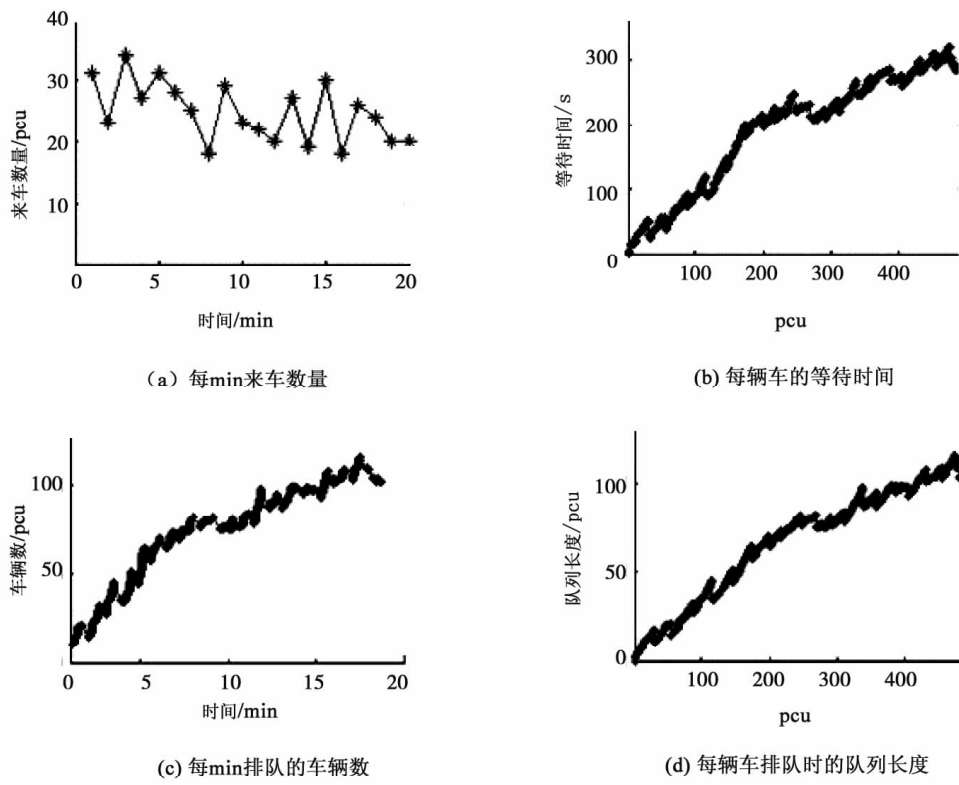 40
30
20
10
来车数量/pcu
0 5 10 15 20
时间/min
(a) 每min来车数量
300
200
100
0
等待时间/s
100 200 300 400
pcu
(b) 每辆车的等待时间
100
50
车辆数/pcu
0 5 10 15 20
时间/min
(c) 每min排队的车辆数
100
50
0
队列长度/pcu
100 200 300 400
pcu
(d) 每辆车排队时的队列长度